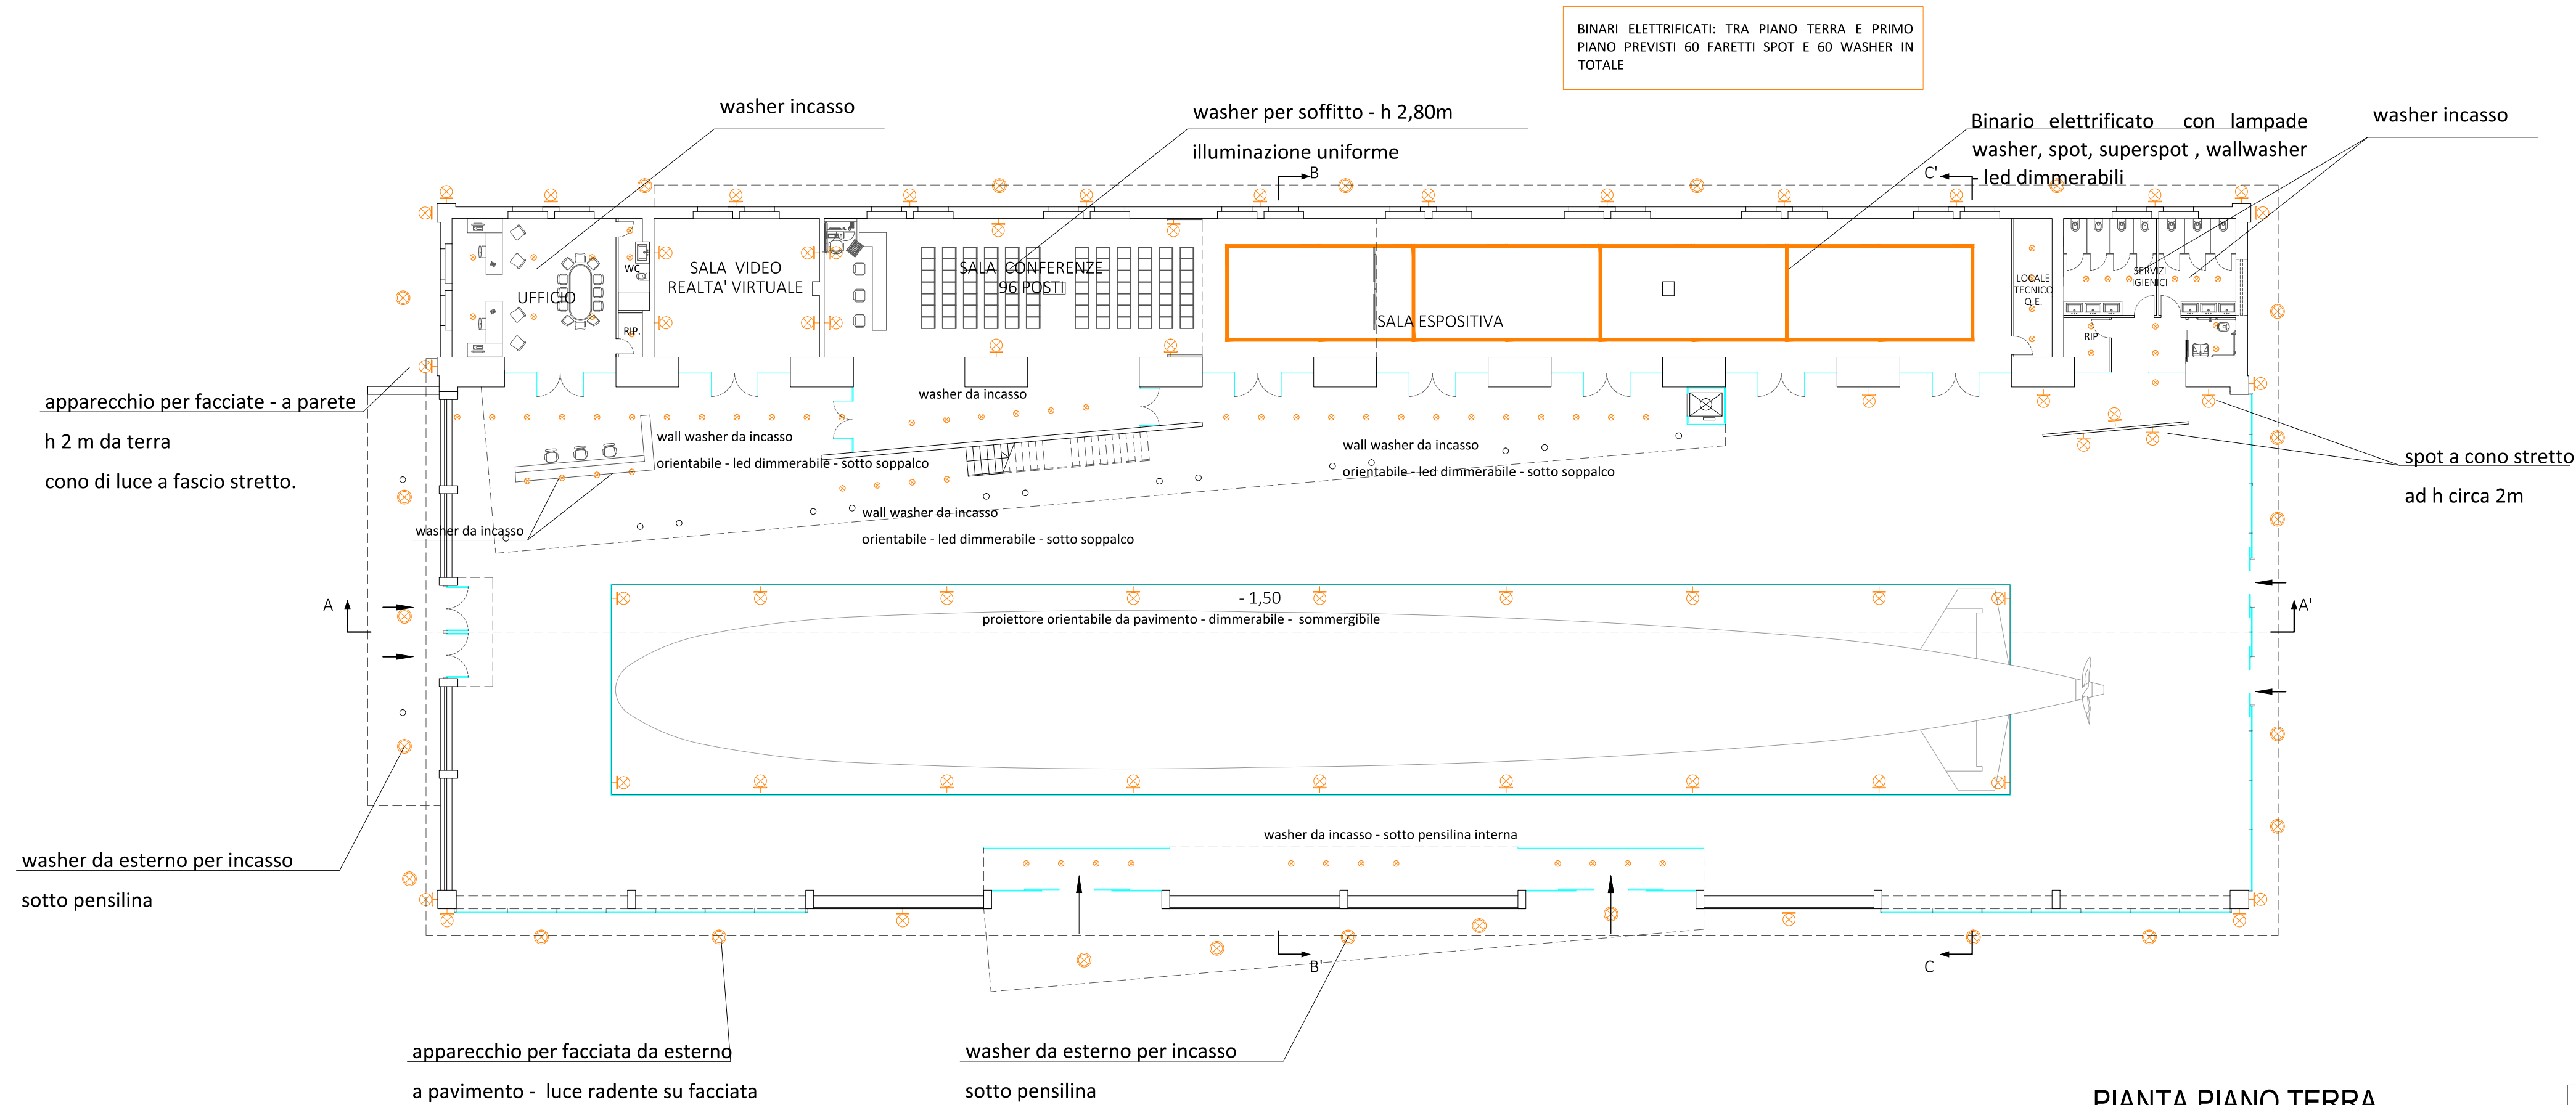 BINARI ELETTRIFICATI: TRA PIANO TERRA E PRIMO
PIANO PREVISTI 60 FARETTI SPOT E 60 WASHER IN
TOTALE
washer incasso
washer per soffitto - h 2,80m
illuminazione uniforme
Binario elettrificato con lampade
washer, spot, superspot , wallwasher
- led dimmerabili
washer incasso
B
C'
UFFICIO
WC
RIP.
SALA VIDEO
REALTA' VIRTUALE
SALA CONFERENZE
96 POSTI
SALA ESPOSITIVA
LOCALE
TECNICO
Q.E.
SERVIZI
IGIENICI
RIP
apparecchio per facciate - a parete
h 2 m da terra
cono di luce a fascio stretto.
washer da incasso
wall washer da incasso
orientabile - led dimmerabile - sotto soppalco
wall washer da incasso
orientabile - led dimmerabile - sotto soppalco
spot a cono stretto
ad h circa 2m
washer da incasso
wall washer da incasso
orientabile - led dimmerabile - sotto soppalco
A
A'
- 1,50
proiettore orientabile da pavimento - dimmerabile - sommergibile
washer da incasso - sotto pensilina interna
washer da esterno per incasso
sotto pensilina
B'
C
apparecchio per facciata da esterno
a pavimento - luce radente su facciata
washer da esterno per incasso
sotto pensilina
PIANTA PIANO TERRA